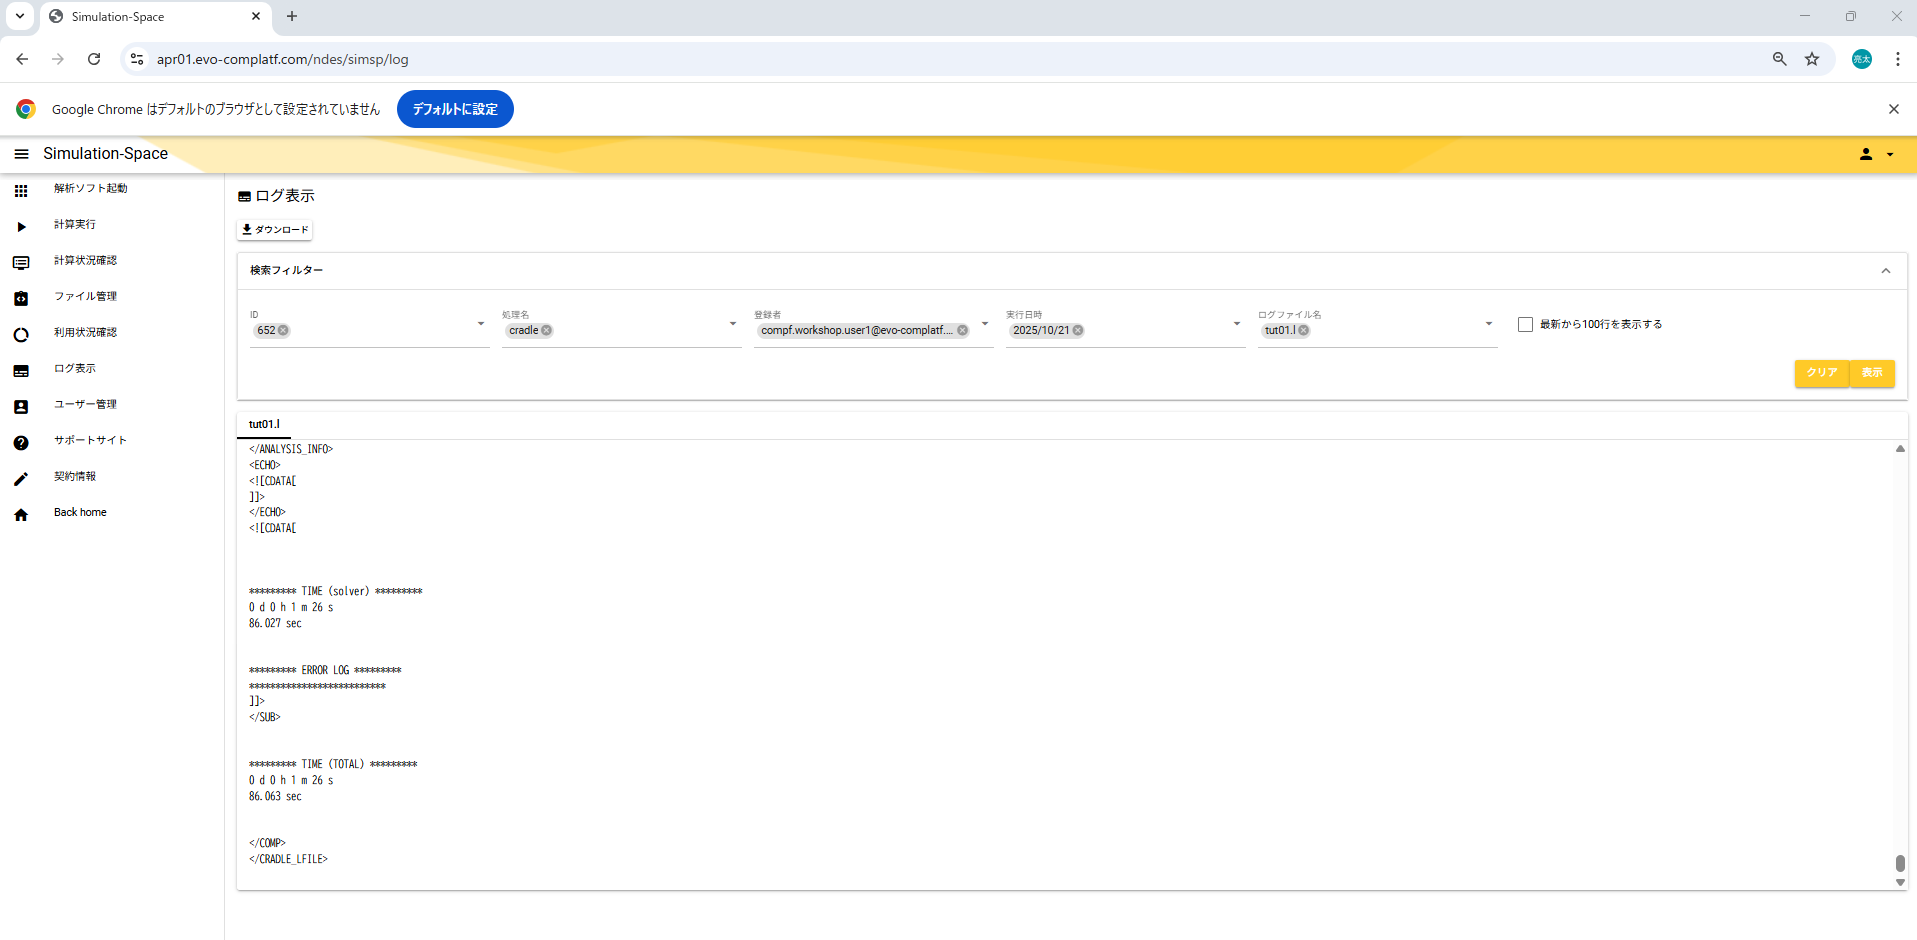 Simulation-Space
apr01.evo-complatf.com/ndes/simsp/log
亮太
Google Chrome はデフォルトのブラウザとして設定されていません
デフォルトに設定
Simulation-Space
解析ソフト起動
計算実行
計算状況確認
ファイル管理
利用状況確認
ログ表示
ユーザー管理
サポートサイト
契約情報
Back home
ログ表示
ダウンロード
検索フィルター
ID
652
処理名
cradle
登録者
compf.workshop.user1@evo-complatf....
実行日時
2025/10/21
ログファイル名
tut01.l
最新から100行を表示する
クリア
表示
tut01.l
</ANALYSIS_INFO>
<ECHO>
<![CDATA[
]]>
</ECHO>
<![CDATA[
********* TIME (solver) *********
0 d 0 h 1 m 26 s
86.027 sec
********* ERROR LOG *********
**************************
]]>
</SUB>
********* TIME (TOTAL) *********
0 d 0 h 1 m 26 s
86.063 sec
</COMP>
</CRADLE_LFILE>